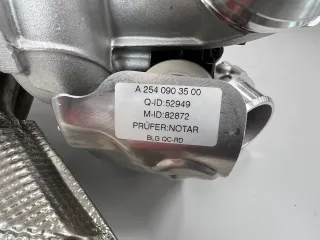 A 254 090 35 00
Q-ID:52949
M-ID:82872
PRÜFER:NOTAR
BLG QC-RD